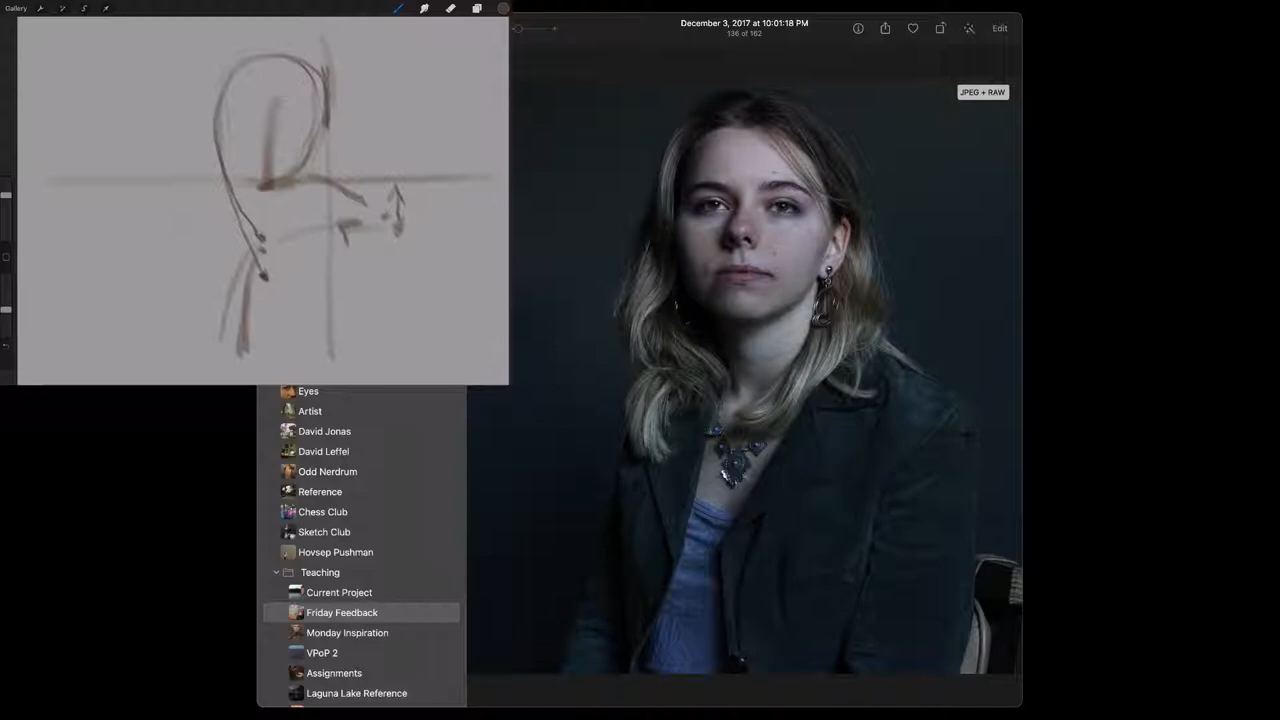 Gallery
December 3, 2017 at 10:01:18 PM
136 of 162
Edit
JPEG + RAW
Eyes
Artist
David Jonas
David Leffel
Odd Nerdrum
Reference
Chess Club
Sketch Club
Hovsep Pushman
Teaching
Current Project
Friday Feedback
Monday Inspiration
VPoP 2
Assignments
Laguna Lake Reference